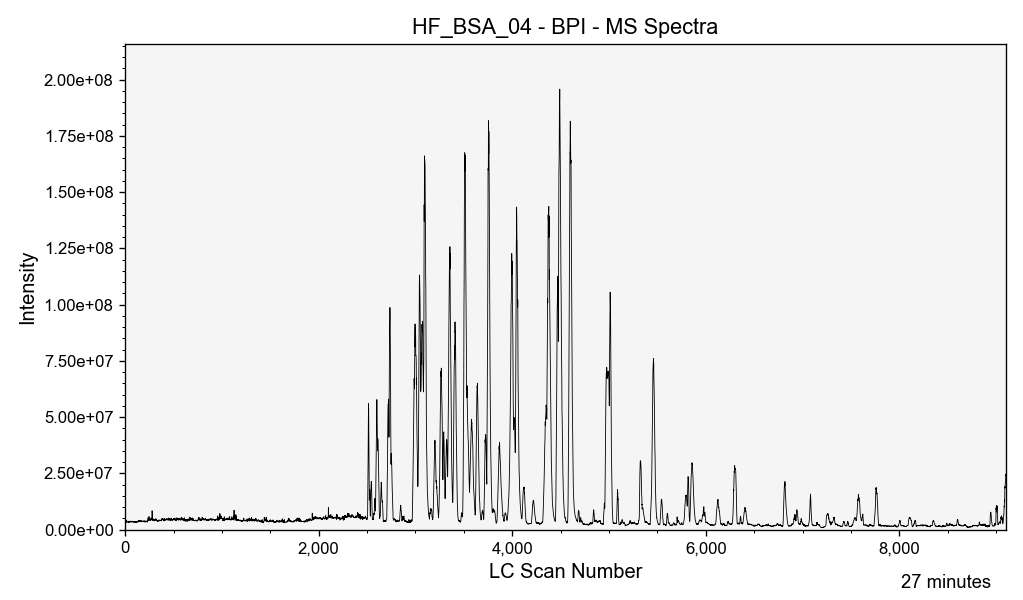 HF_BSA_04 - BPI - MS Spectra
2.00e+08
1.75e+08
1.50e+08
1.25e+08
1.00e+08
7.50e+07
5.00e+07
2.50e+07
0.00e+00
Intensity
0 2,000 4,000 6,000 8,000
LC Scan Number
27 minutes